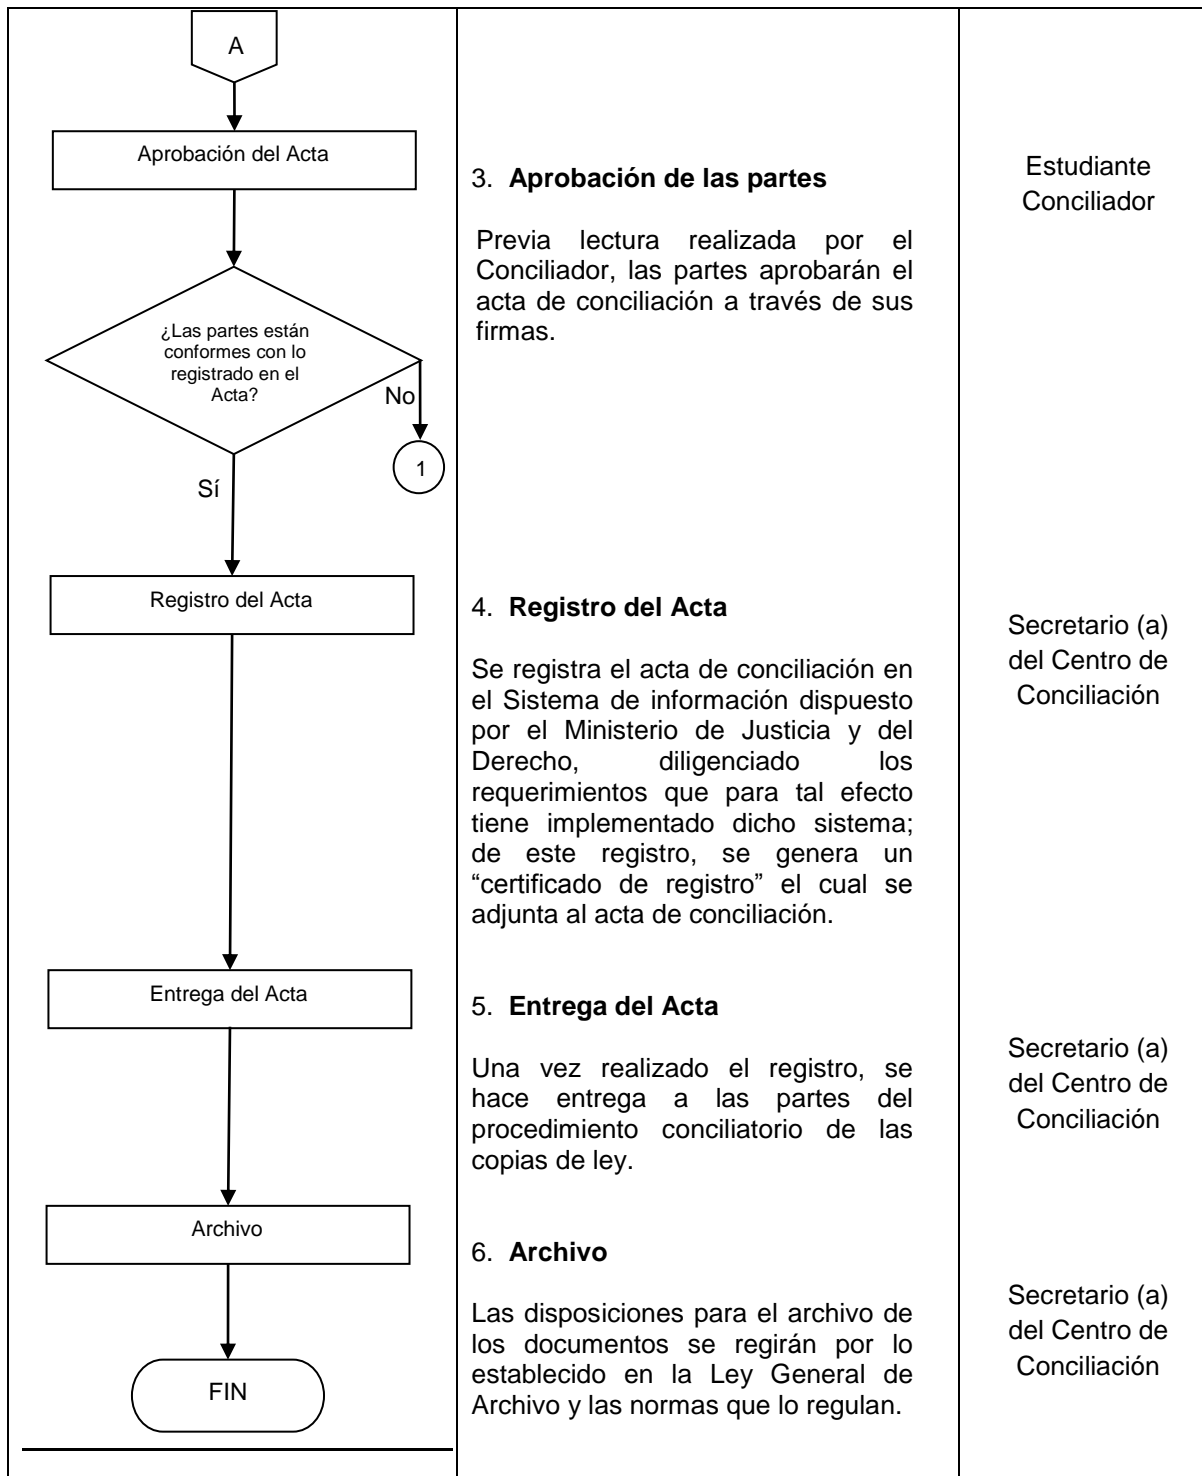 A
Aprobación del Acta
¿Las partes están
conformes con lo
registrado en el
Acta?
No
1
Sí
Registro del Acta
Entrega del Acta
Archivo
FIN
3. Aprobación de las partes
Previa lectura realizada por el
Conciliador, las partes aprobarán el
acta de conciliación a través de sus
firmas.
4. Registro del Acta
Se registra el acta de conciliación en
el Sistema de información dispuesto
por el Ministerio de Justicia y del
Derecho, diligenciado los
requerimientos que para tal efecto
tiene implementado dicho sistema;
de este registro, se genera un
“certificado de registro” el cual se
adjunta al acta de conciliación.
5. Entrega del Acta
Una vez realizado el registro, se
hace entrega a las partes del
procedimiento conciliatorio de las
copias de ley.
6. Archivo
Las disposiciones para el archivo de
los documentos se regirán por lo
establecido en la Ley General de
Archivo y las normas que lo regulan.
Estudiante
Conciliador
Secretario (a)
del Centro de
Conciliación
Secretario (a)
del Centro de
Conciliación
Secretario (a)
del Centro de
Conciliación